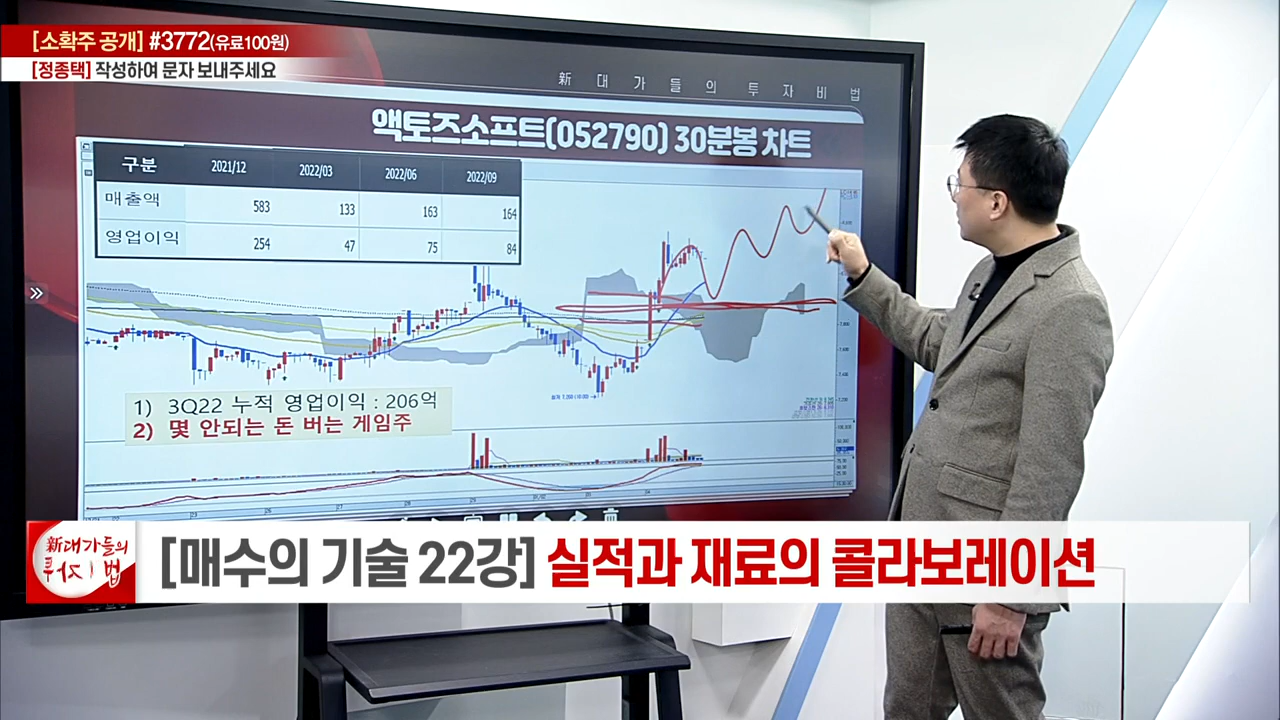 [소확주 공개] #3772(유료100원)
[정종택] 작성하여 문자 보내주세요
新 대 가 들 의 투 자 비 법
액토즈소프트(052790) 30분봉 차트
구분 2021/12 2022/03 2022/06 2022/09
매출액 583 133 163 164
영업이익 254 47 75 84
1) 3Q22 누적 영업이익 : 206억
2) 몇 안되는 돈 버는 게임주
新대가들의
투자비법
[매수의 기술 22강] 실적과 재료의 콜라보레이션